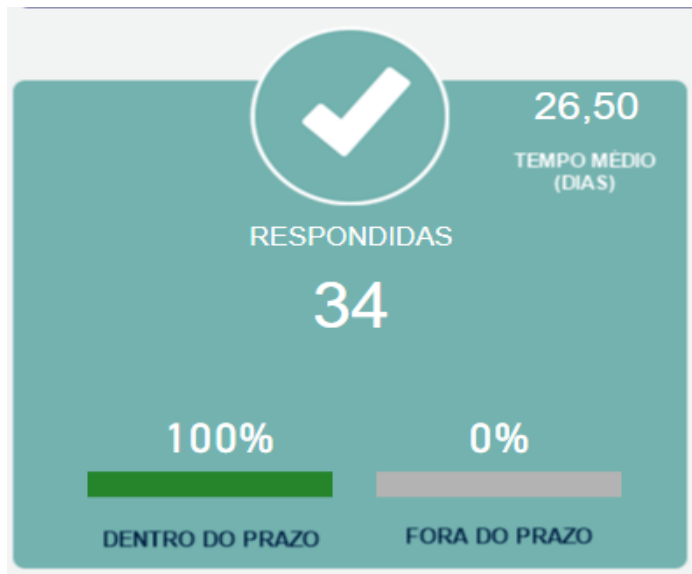 26,50
TEMPO MÉDIO
(DIAS)
RESPONDIDAS
34
100%
0%
DENTRO DO PRAZO
FORA DO PRAZO